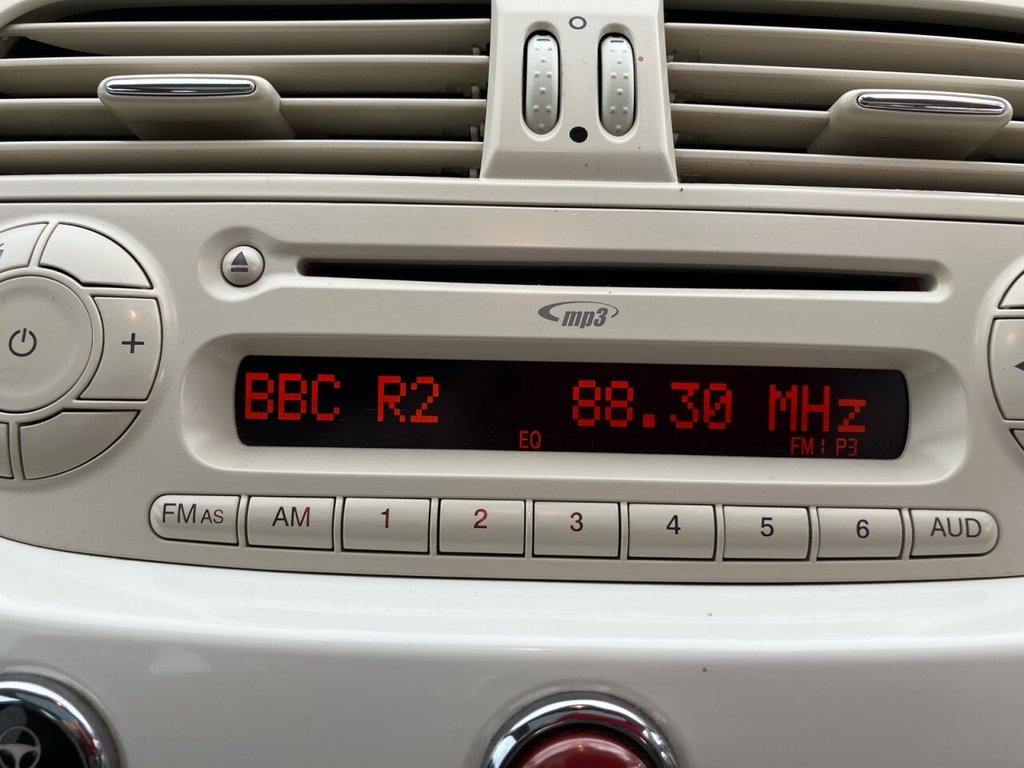 +
mp3
BBC R2 88.30 MHz
EQ FM1 P3
FM AS AM 1 2 3 4 5 6 AUD